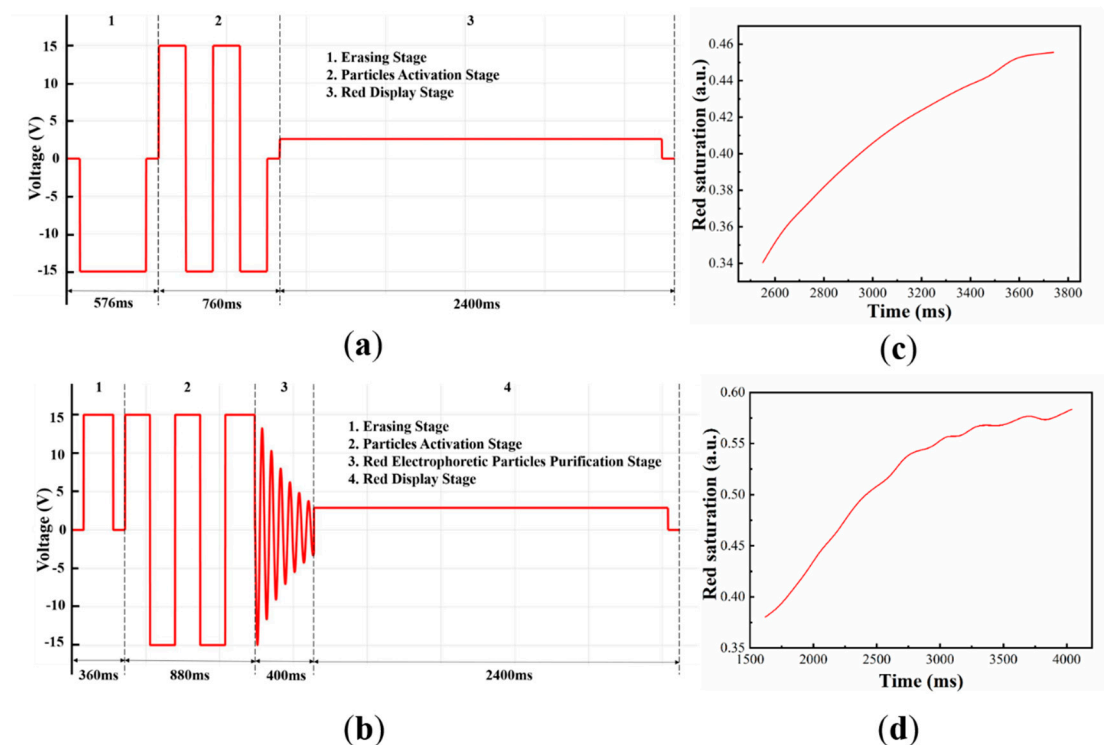 1 2 3
15
10
5
0
-5
-10
-15
Voltage (V)
1. Erasing Stage
2. Particles Activation Stage
3. Red Display Stage
576ms 760ms 2400ms
(a)
0.46
0.44
0.42
0.40
0.38
0.36
0.34
Red saturation (a.u.)
2600 2800 3000 3200 3400 3600 3800
Time (ms)
(c)
1 2 3 4
15
10
5
0
-5
-10
-15
Voltage (V)
1. Erasing Stage
2. Particles Activation Stage
3. Red Electrophoretic Particles Purification Stage
4. Red Display Stage
360ms 880ms 400ms 2400ms
(b)
0.60
0.55
0.50
0.45
0.40
0.35
Red saturation (a.u.)
1500 2000 2500 3000 3500 4000
Time (ms)
(d)